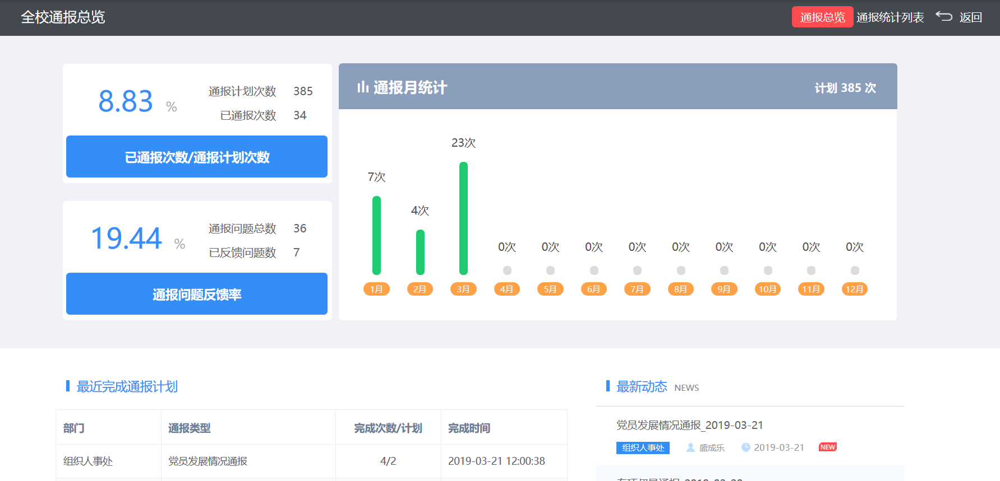 全校通报总览
通报总览 通报统计列表 返回
8.83 %
通报计划次数 385
已通报次数 34
已通报次数/通报计划次数
19.44 %
通报问题总数 36
已反馈问题数 7
通报问题反馈率
通报月统计 计划 385 次
7次 4次 23次 0次 0次 0次 0次 0次 0次 0次 0次 0次
1月 2月 3月 4月 5月 6月 7月 8月 9月 10月 11月 12月
最近完成通报计划
部门 通报类型 完成次数/计划 完成时间
组织人事处 党员发展情况通报 4/2 2019-03-21 12:00:38
最新动态 NEWS
党员发展情况通报_2019-03-21
组织人事处 盛成乐 2019-03-21 NEW